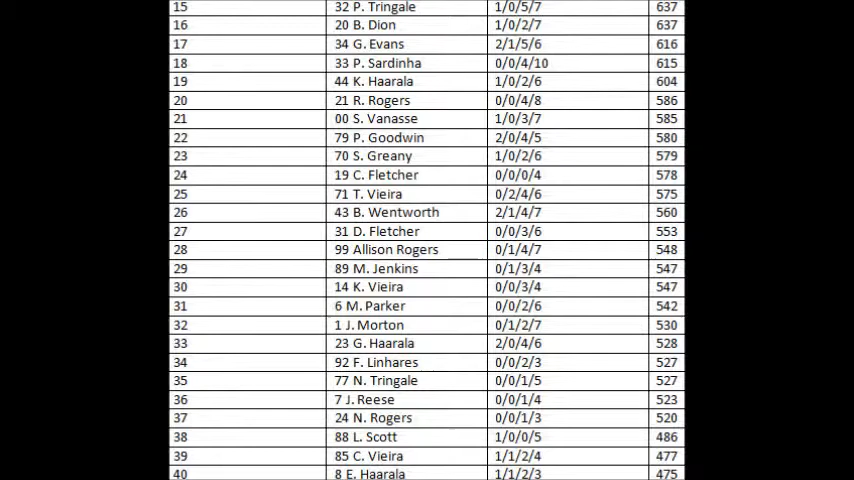 15 32 P. Tringale 1/0/5/7 637
16 20 B. Dion 1/0/2/7 637
17 34 G. Evans 2/1/5/6 616
18 33 P. Sardinha 0/0/4/10 615
19 44 K. Haarala 1/0/2/6 604
20 21 R. Rogers 0/0/4/8 586
21 00 S. Vanasse 1/0/3/7 585
22 79 P. Goodwin 2/0/4/5 580
23 70 S. Greany 1/0/2/6 579
24 19 C. Fletcher 0/0/0/4 578
25 71 T. Vieira 0/2/4/6 575
26 43 B. Wentworth 2/1/4/7 560
27 31 D. Fletcher 0/0/3/6 553
28 99 Allison Rogers 0/1/4/7 548
29 89 M. Jenkins 0/1/3/4 547
30 14 K. Vieira 0/0/3/4 547
31 6 M. Parker 0/0/2/6 542
32 1 J. Morton 0/1/2/7 530
33 23 G. Haarala 2/0/4/6 528
34 92 F. Linhares 0/0/2/3 527
35 77 N. Tringale 0/0/1/5 527
36 7 J. Reese 0/0/1/4 523
37 24 N. Rogers 0/0/1/3 520
38 88 L. Scott 1/0/0/5 486
39 85 C. Vieira 1/1/2/4 477
40 8 E. Haarala 1/1/2/3 475